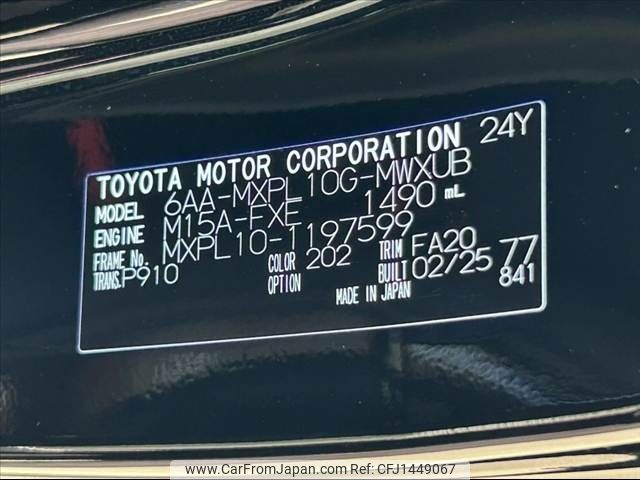 TOYOTA MOTOR CORPORATION 24Y
MODEL 6AA-MXPL10G-MWXUB
ENGINE M15A-FXE 1490 mL
FRAME No. MXPL10-1197599
TRANS. P910 COLOR 202 TRIM FA20 77
OPTION BUILT 02/25 841
MADE IN JAPAN
www.CarFromJapan.com - CFJ1449067